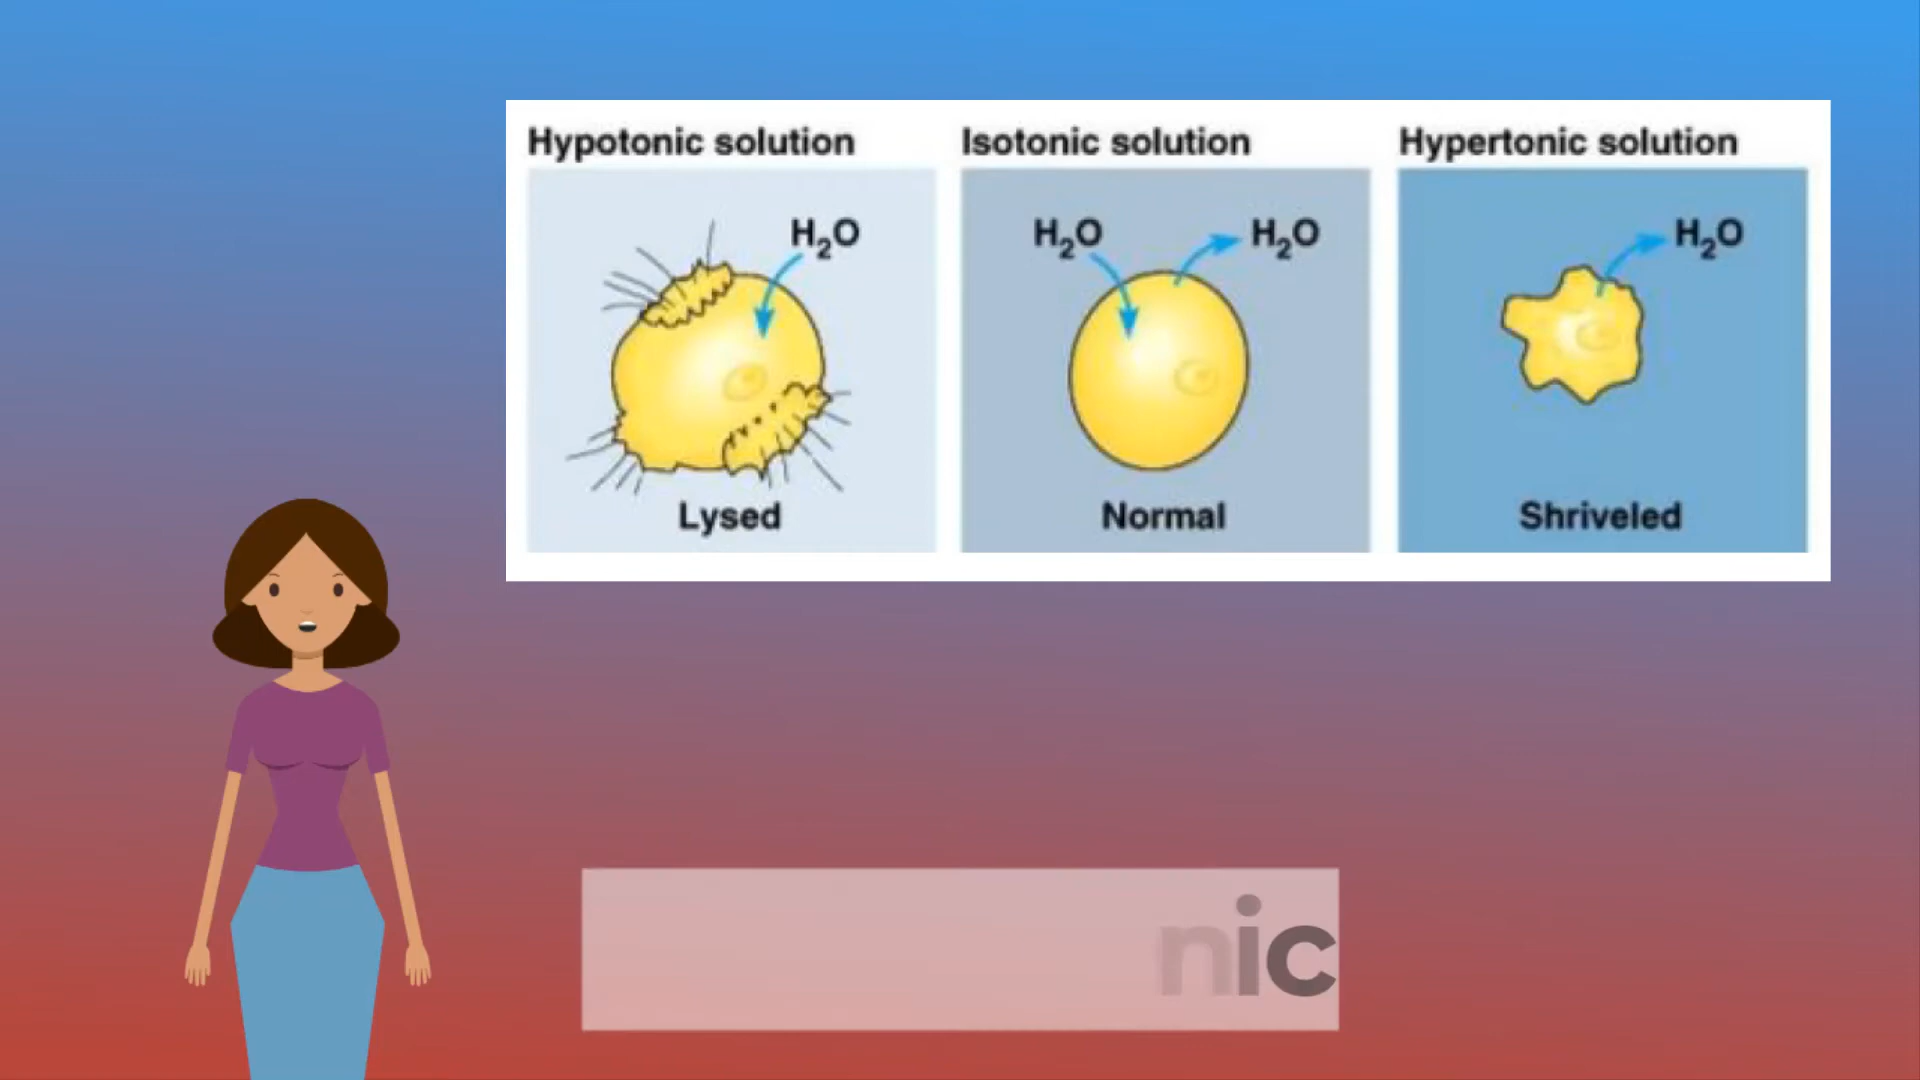 Hypotonic solution
Isotonic solution
Hypertonic solution
H₂O
H₂O
H₂O
H₂O
Lysed
Normal
Shriveled
nic